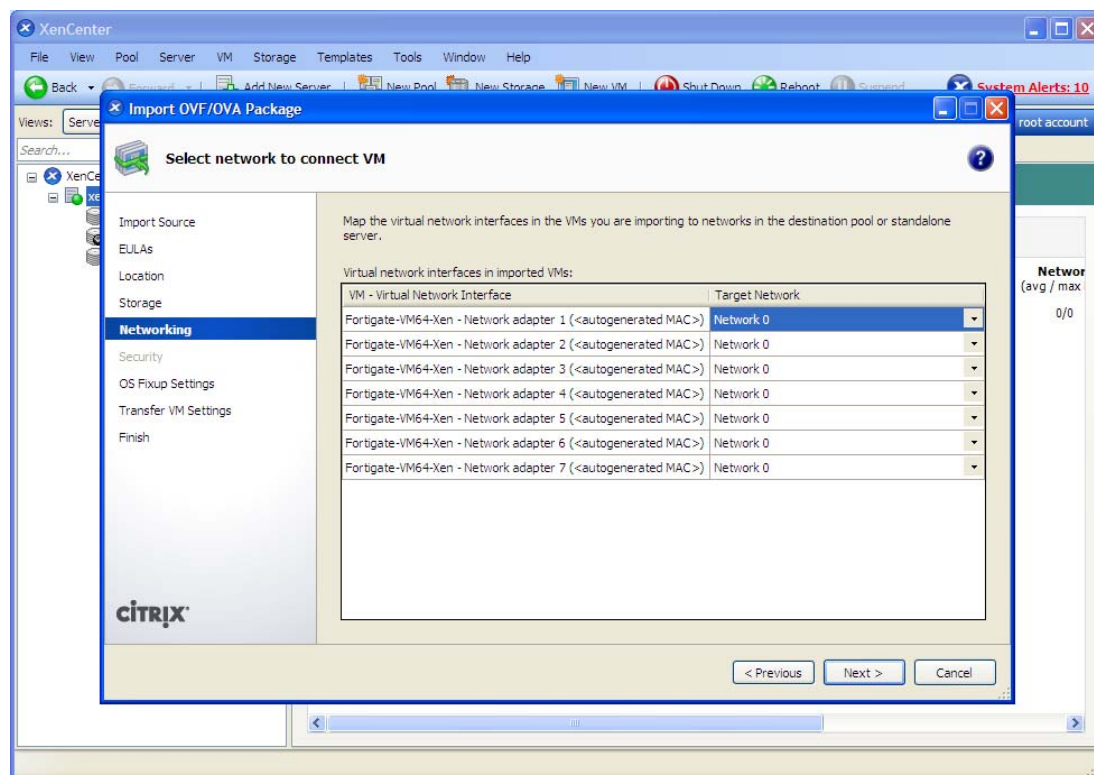 XenCenter
File View Pool Server VM Storage Templates Tools Window Help
Back Forward Add New Server New Pool New Storage New VM Shut Down Reboot Suspend System Alerts: 10
Views: Serve
root account
Search...
XenCe
xe
Import OVF/OVA Package
Select network to connect VM
?
Import Source
EULAs
Location
Storage
Networking
Security
OS Fixup Settings
Transfer VM Settings
Finish
CITRIX
Map the virtual network interfaces in the VMs you are importing to networks in the destination pool or standalone
server.
Virtual network interfaces in imported VMs:
VM - Virtual Network Interface Target Network
Fortigate-VM64-Xen - Network adapter 1 (<autogenerated MAC>) Network 0
Fortigate-VM64-Xen - Network adapter 2 (<autogenerated MAC>) Network 0
Fortigate-VM64-Xen - Network adapter 3 (<autogenerated MAC>) Network 0
Fortigate-VM64-Xen - Network adapter 4 (<autogenerated MAC>) Network 0
Fortigate-VM64-Xen - Network adapter 5 (<autogenerated MAC>) Network 0
Fortigate-VM64-Xen - Network adapter 6 (<autogenerated MAC>) Network 0
Fortigate-VM64-Xen - Network adapter 7 (<autogenerated MAC>) Network 0
< Previous Next > Cancel
Networ
(avg / max
0/0